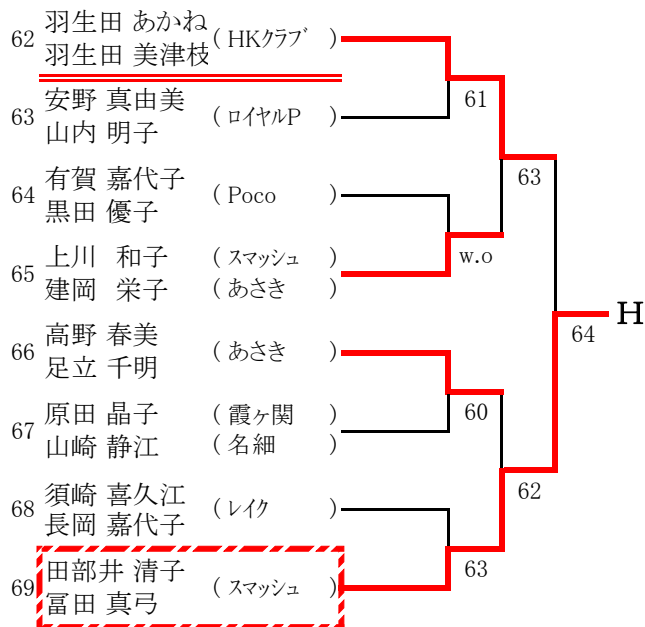 62 羽生田 あかね (HKクラブ )
羽生田 美津枝
61
63 安野 真由美 (ロイヤルP )
山内 明子
63
64 有賀 嘉代子 (Poco )
黒田 優子
w.o
65 上川 和子 (スマッシュ )
建岡 栄子 (あさき )
64 H
66 高野 春美 (あさき )
足立 千明
60
67 原田 晶子 (霞ヶ関 )
山崎 静江 (名細 )
62
68 須崎 喜久江 (レイク )
長岡 嘉代子
63
69 田部井 清子 (スマッシュ )
冨田 真弓